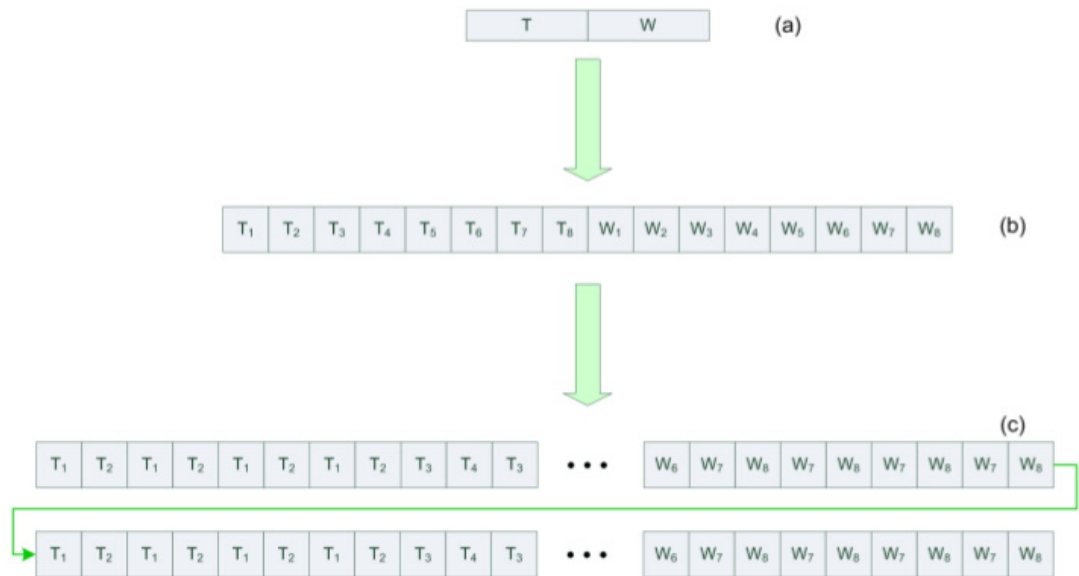 T W (a)
T₁ T₂ T₃ T₄ T₅ T₆ T₇ T₈ W₁ W₂ W₃ W₄ W₅ W₆ W₇ W₈ (b)
(c)
T₁ T₂ T₁ T₂ T₁ T₂ T₁ T₂ T₃ T₄ T₃ • • • W₆ W₇ W₈ W₇ W₈ W₇ W₈ W₇ W₈
T₁ T₂ T₁ T₂ T₁ T₂ T₁ T₂ T₃ T₄ T₃ • • • W₆ W₇ W₈ W₇ W₈ W₇ W₈ W₇ W₈